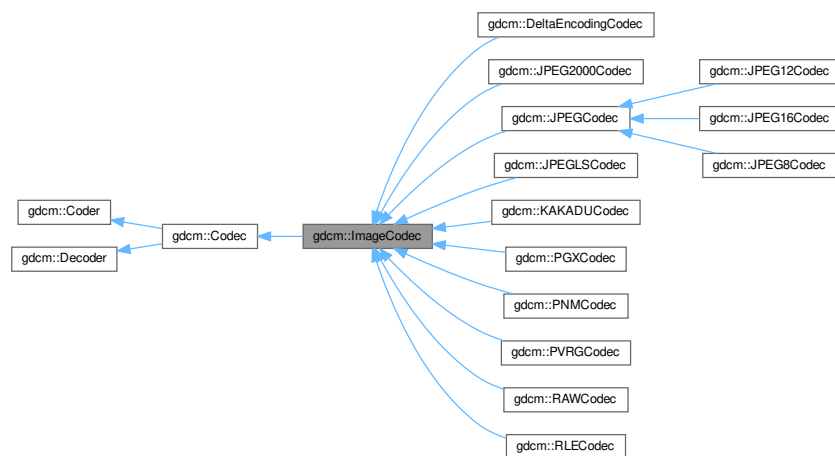 gdcm::DeltaEncodingCodec
gdcm::JPEG2000Codec
gdcm::JPEG12Codec
gdcm::JPEGCodec
gdcm::JPEG16Codec
gdcm::JPEGLSCodec
gdcm::JPEG8Codec
gdcm::Coder
gdcm::KAKADUCodec
gdcm::Codec
gdcm::ImageCodec
gdcm::Decoder
gdcm::PGXCodec
gdcm::PNMCodec
gdcm::PVRGCodec
gdcm::RAWCodec
gdcm::RLECodec